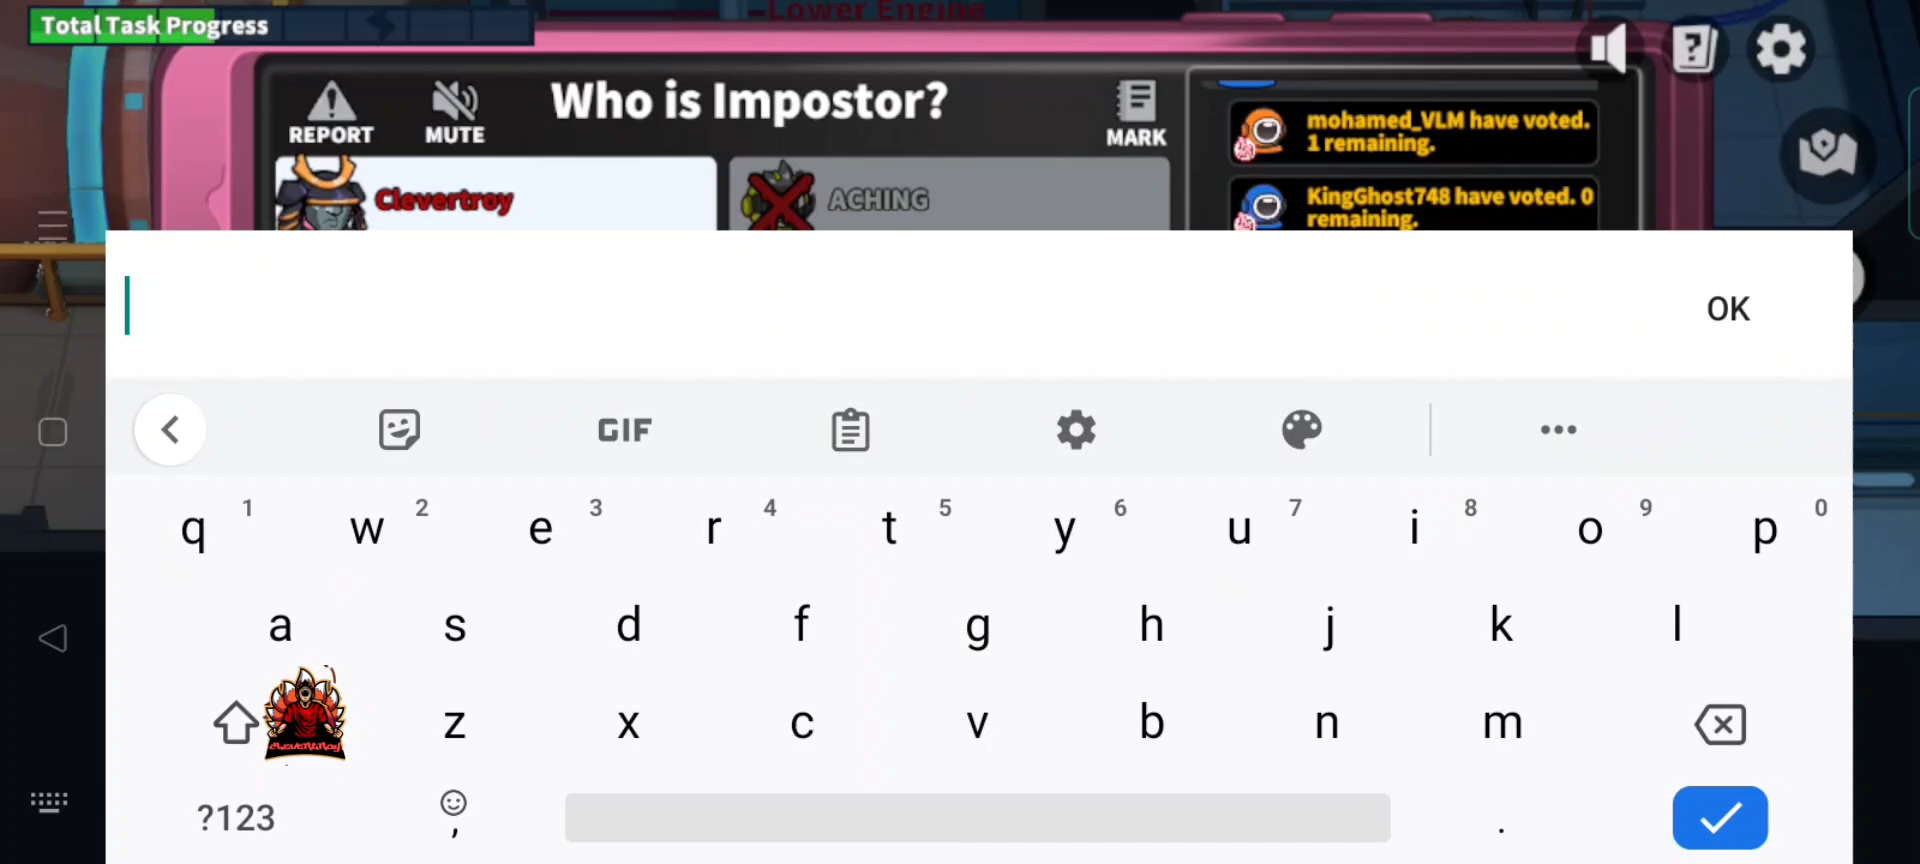 Lower Engine
Total Task Progress
Who is Impostor?
REPORT
MUTE
MARK
mohamed_VLM have voted.
1 remaining.
Clevertroy
ACHING
KingGhost748 have voted. 0
remaining.
OK
GIF
q 1 w 2 e 3 r 4 t 5 y 6 u 7 i 8 o 9 p 0
a s d f g h j k l
z x c v b n m
Clevertroy
?123 , .